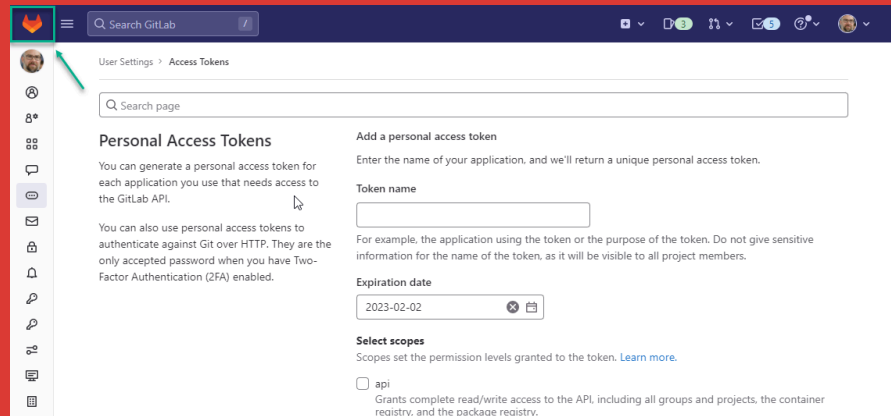 Search GitLab /
3
5
User Settings > Access Tokens
Search page
Personal Access Tokens
You can generate a personal access token for
each application you use that needs access to
the GitLab API.
You can also use personal access tokens to
authenticate against Git over HTTP. They are the
only accepted password when you have Two-
Factor Authentication (2FA) enabled.
Add a personal access token
Enter the name of your application, and we'll return a unique personal access token.
Token name
For example, the application using the token or the purpose of the token. Do not give sensitive
information for the name of the token, as it will be visible to all project members.
Expiration date
2023-02-02
Select scopes
Scopes set the permission levels granted to the token. Learn more.
api
Grants complete read/write access to the API, including all groups and projects, the container
registry, and the package registry.